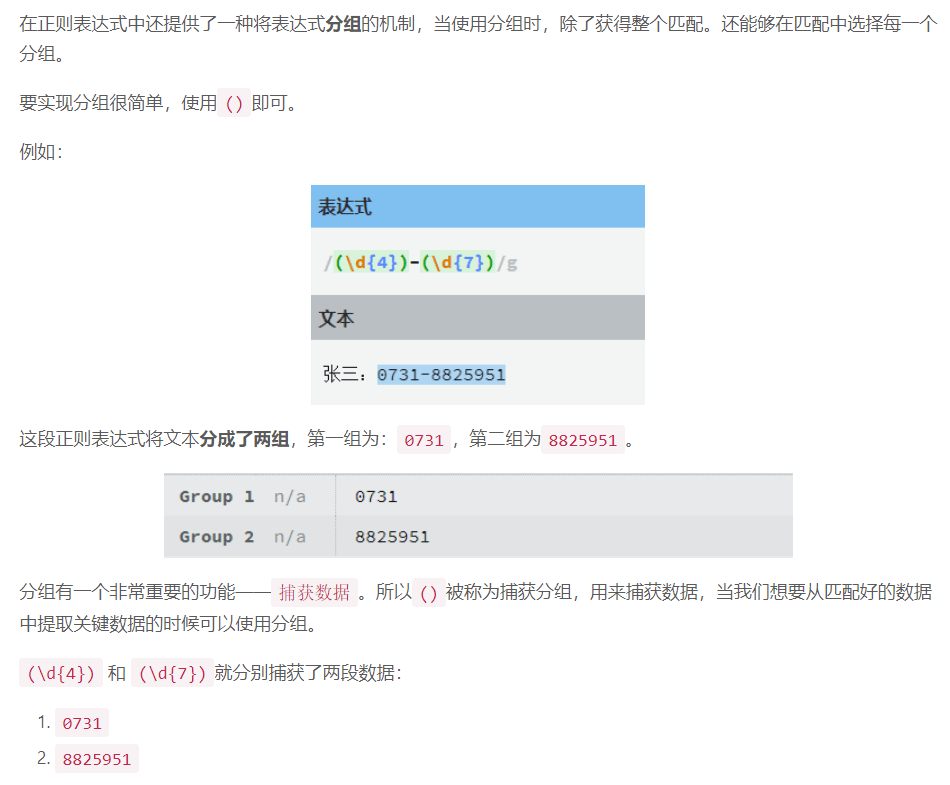 在正则表达式中还提供了一种将表达式分组的机制，当使用分组时，除了获得整个匹配。还能够在匹配中选择每一个
分组。
要实现分组很简单，使用()即可。
例如：
表达式
/(\d{4})-(\d{7})/g
文本
张三：0731-8825951
这段正则表达式将文本分成了两组，第一组为：0731，第二组为8825951。
Group 1 n/a 0731
Group 2 n/a 8825951
分组有一个非常重要的功能——捕获数据。所以()被称为捕获分组，用来捕获数据，当我们想要从匹配好的数据
中提取关键数据的时候可以使用分组。
(\d{4}) 和 (\d{7})就分别捕获了两段数据：
1. 0731
2. 8825951